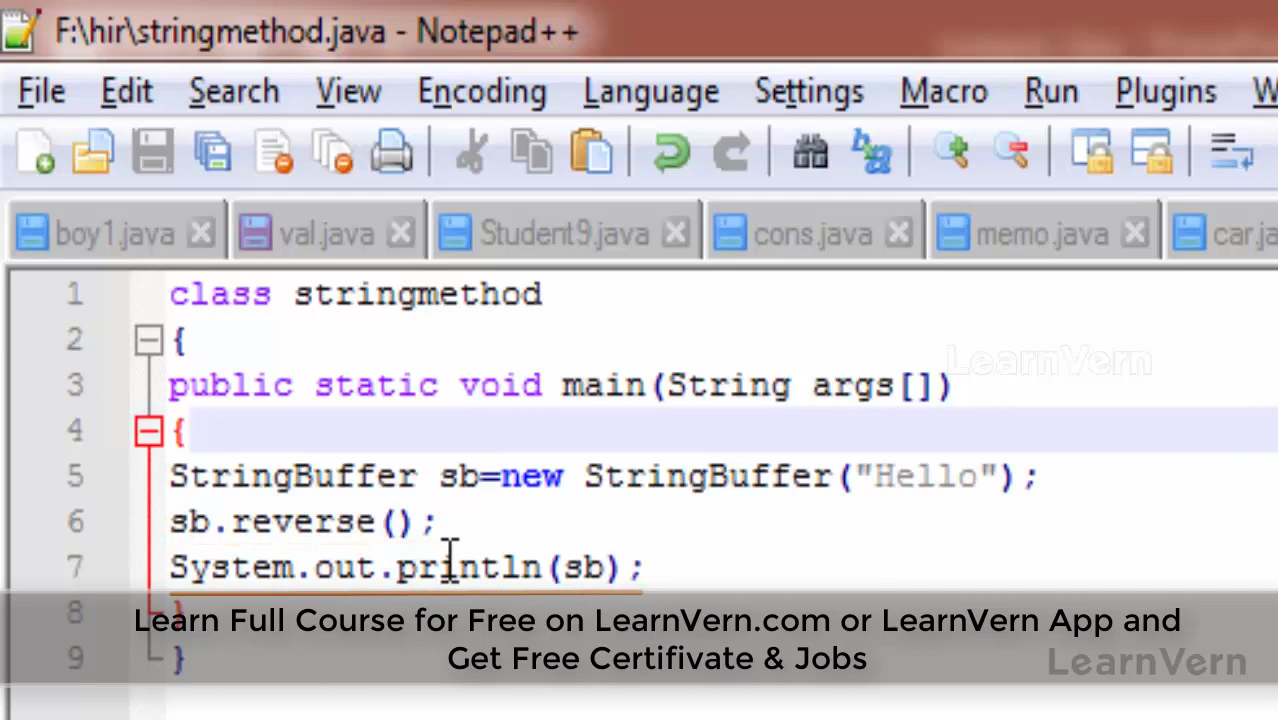 F:\hir\stringmethod.java - Notepad++
File Edit Search View Encoding Language Settings Macro Run Plugins
boy1.java val.java Student9.java cons.java memo.java car.ja
1 class stringmethod
2 {
LearnVern
3 public static void main(String args[])
4 {
5 StringBuffer sb=new StringBuffer("Hello");
6 sb.reverse();
7 System.out.println(sb);
8 }
Learn Full Course for Free on LearnVern.com or LearnVern App and
9 }
Get Free Certifivate & Jobs
LearnVern